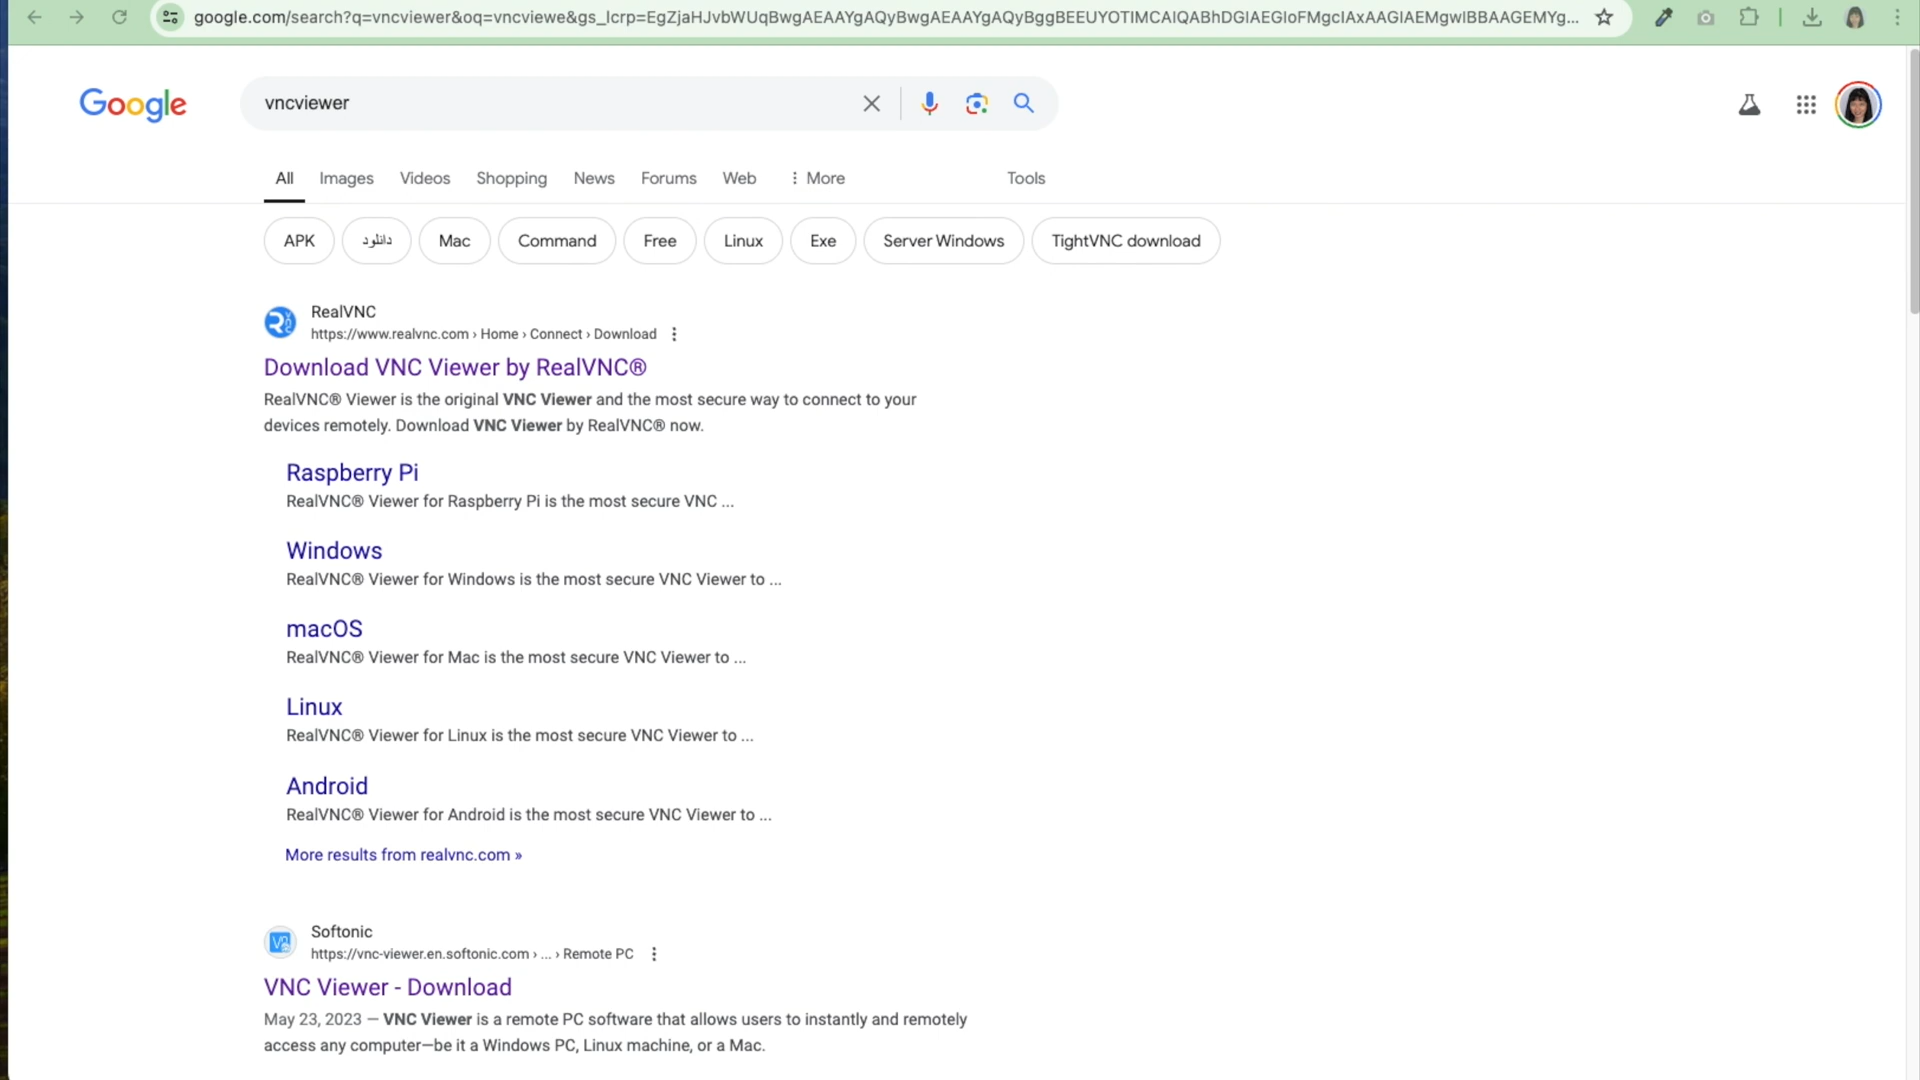 google.com/search?q=vncviewer&oq=vncviewe&gs_lcrp=EgZjaHJvbWUqBwgAEAAYgAQyBwgAEAAYgAQyBggBEEUYOTIMCAIQABhDGIAEGIoFMgcIAxAAGIAEMgwIBBAAGEMYg...
Google
vncviewer
All Images Videos Shopping News Forums Web More Tools
APK دانلود Mac Command Free Linux Exe Server Windows TightVNC download
RealVNC
https://www.realvnc.com › Home › Connect › Download
Download VNC Viewer by RealVNC®
RealVNC® Viewer is the original VNC Viewer and the most secure way to connect to your
devices remotely. Download VNC Viewer by RealVNC® now.
Raspberry Pi
RealVNC® Viewer for Raspberry Pi is the most secure VNC ...
Windows
RealVNC® Viewer for Windows is the most secure VNC Viewer to ...
macOS
RealVNC® Viewer for Mac is the most secure VNC Viewer to ...
Linux
RealVNC® Viewer for Linux is the most secure VNC Viewer to ...
Android
RealVNC® Viewer for Android is the most secure VNC Viewer to ...
More results from realvnc.com »
Softonic
https://vnc-viewer.en.softonic.com › ... › Remote PC
VNC Viewer - Download
May 23, 2023 — VNC Viewer is a remote PC software that allows users to instantly and remotely
access any computer—be it a Windows PC, Linux machine, or a Mac.